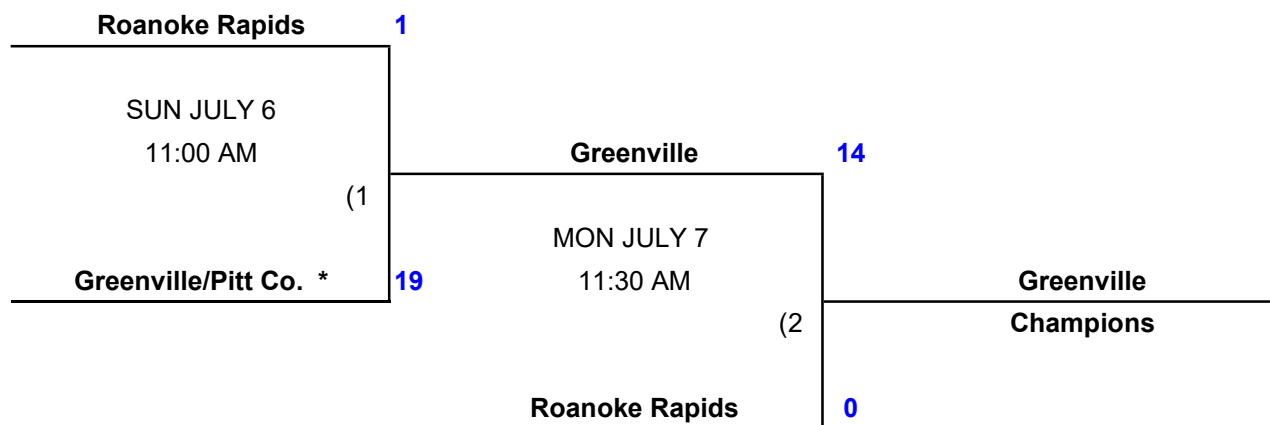 Roanoke Rapids 1
SUN JULY 6
11:00 AM
Greenville 14
(1
MON JULY 7
Greenville/Pitt Co. * 19
11:30 AM
Greenville
(2
Champions
Roanoke Rapids 0